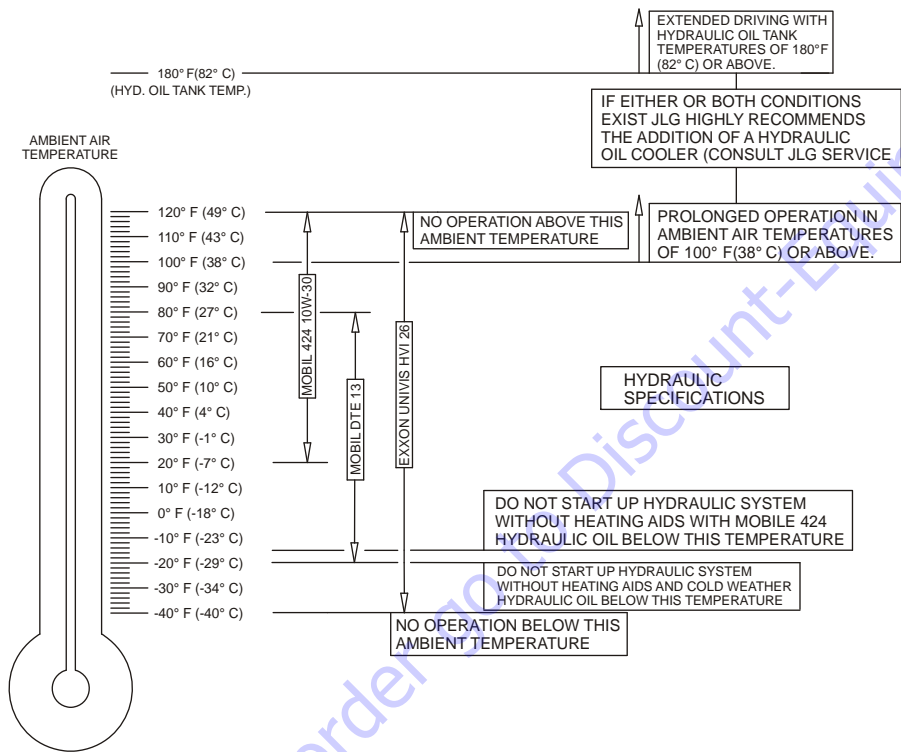 EXTENDED DRIVING WITH
HYDRAULIC OIL TANK
TEMPERATURES OF 180°F
(82° C) OR ABOVE.
180° F(82° C)
(HYD. OIL TANK TEMP.)
IF EITHER OR BOTH CONDITIONS
EXIST JLG HIGHLY RECOMMENDS
THE ADDITION OF A HYDRAULIC
OIL COOLER (CONSULT JLG SERVICE
AMBIENT AIR
TEMPERATURE
120° F (49° C)
110° F (43° C)
100° F (38° C)
90° F (32° C)
80° F (27° C)
70° F (21° C)
60° F (16° C)
50° F (10° C)
40° F (4° C)
30° F (-1° C)
20° F (-7° C)
10° F (-12° C)
0° F (-18° C)
-10° F (-23° C)
-20° F (-29° C)
-30° F (-34° C)
-40° F (-40° C)
MOBIL 424 10W-30
MOBIL DTE 13
EXXON UNIVIS HVI 26
NO OPERATION ABOVE THIS
AMBIENT TEMPERATURE
PROLONGED OPERATION IN
AMBIENT AIR TEMPERATURES
OF 100° F(38° C) OR ABOVE.
HYDRAULIC
SPECIFICATIONS
DO NOT START UP HYDRAULIC SYSTEM
WITHOUT HEATING AIDS WITH MOBILE 424
HYDRAULIC OIL BELOW THIS TEMPERATURE
DO NOT START UP HYDRAULIC SYSTEM
WITHOUT HEATING AIDS AND COLD WEATHER
HYDRAULIC OIL BELOW THIS TEMPERATURE
NO OPERATION BELOW THIS
AMBIENT TEMPERATURE
order go to Discount-Equip